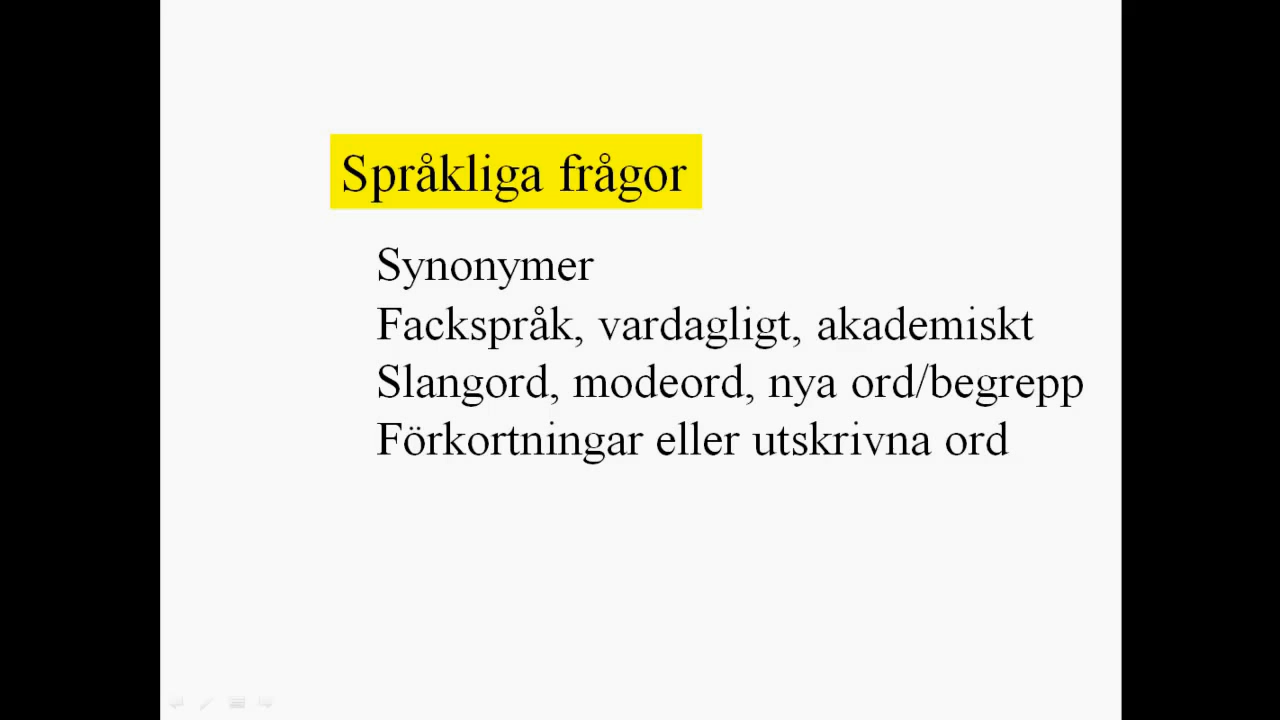 Språkliga frågor
Synonymer
Fackspråk, vardagligt, akademiskt
Slangord, modeord, nya ord/begrepp
Förkortningar eller utskrivna ord